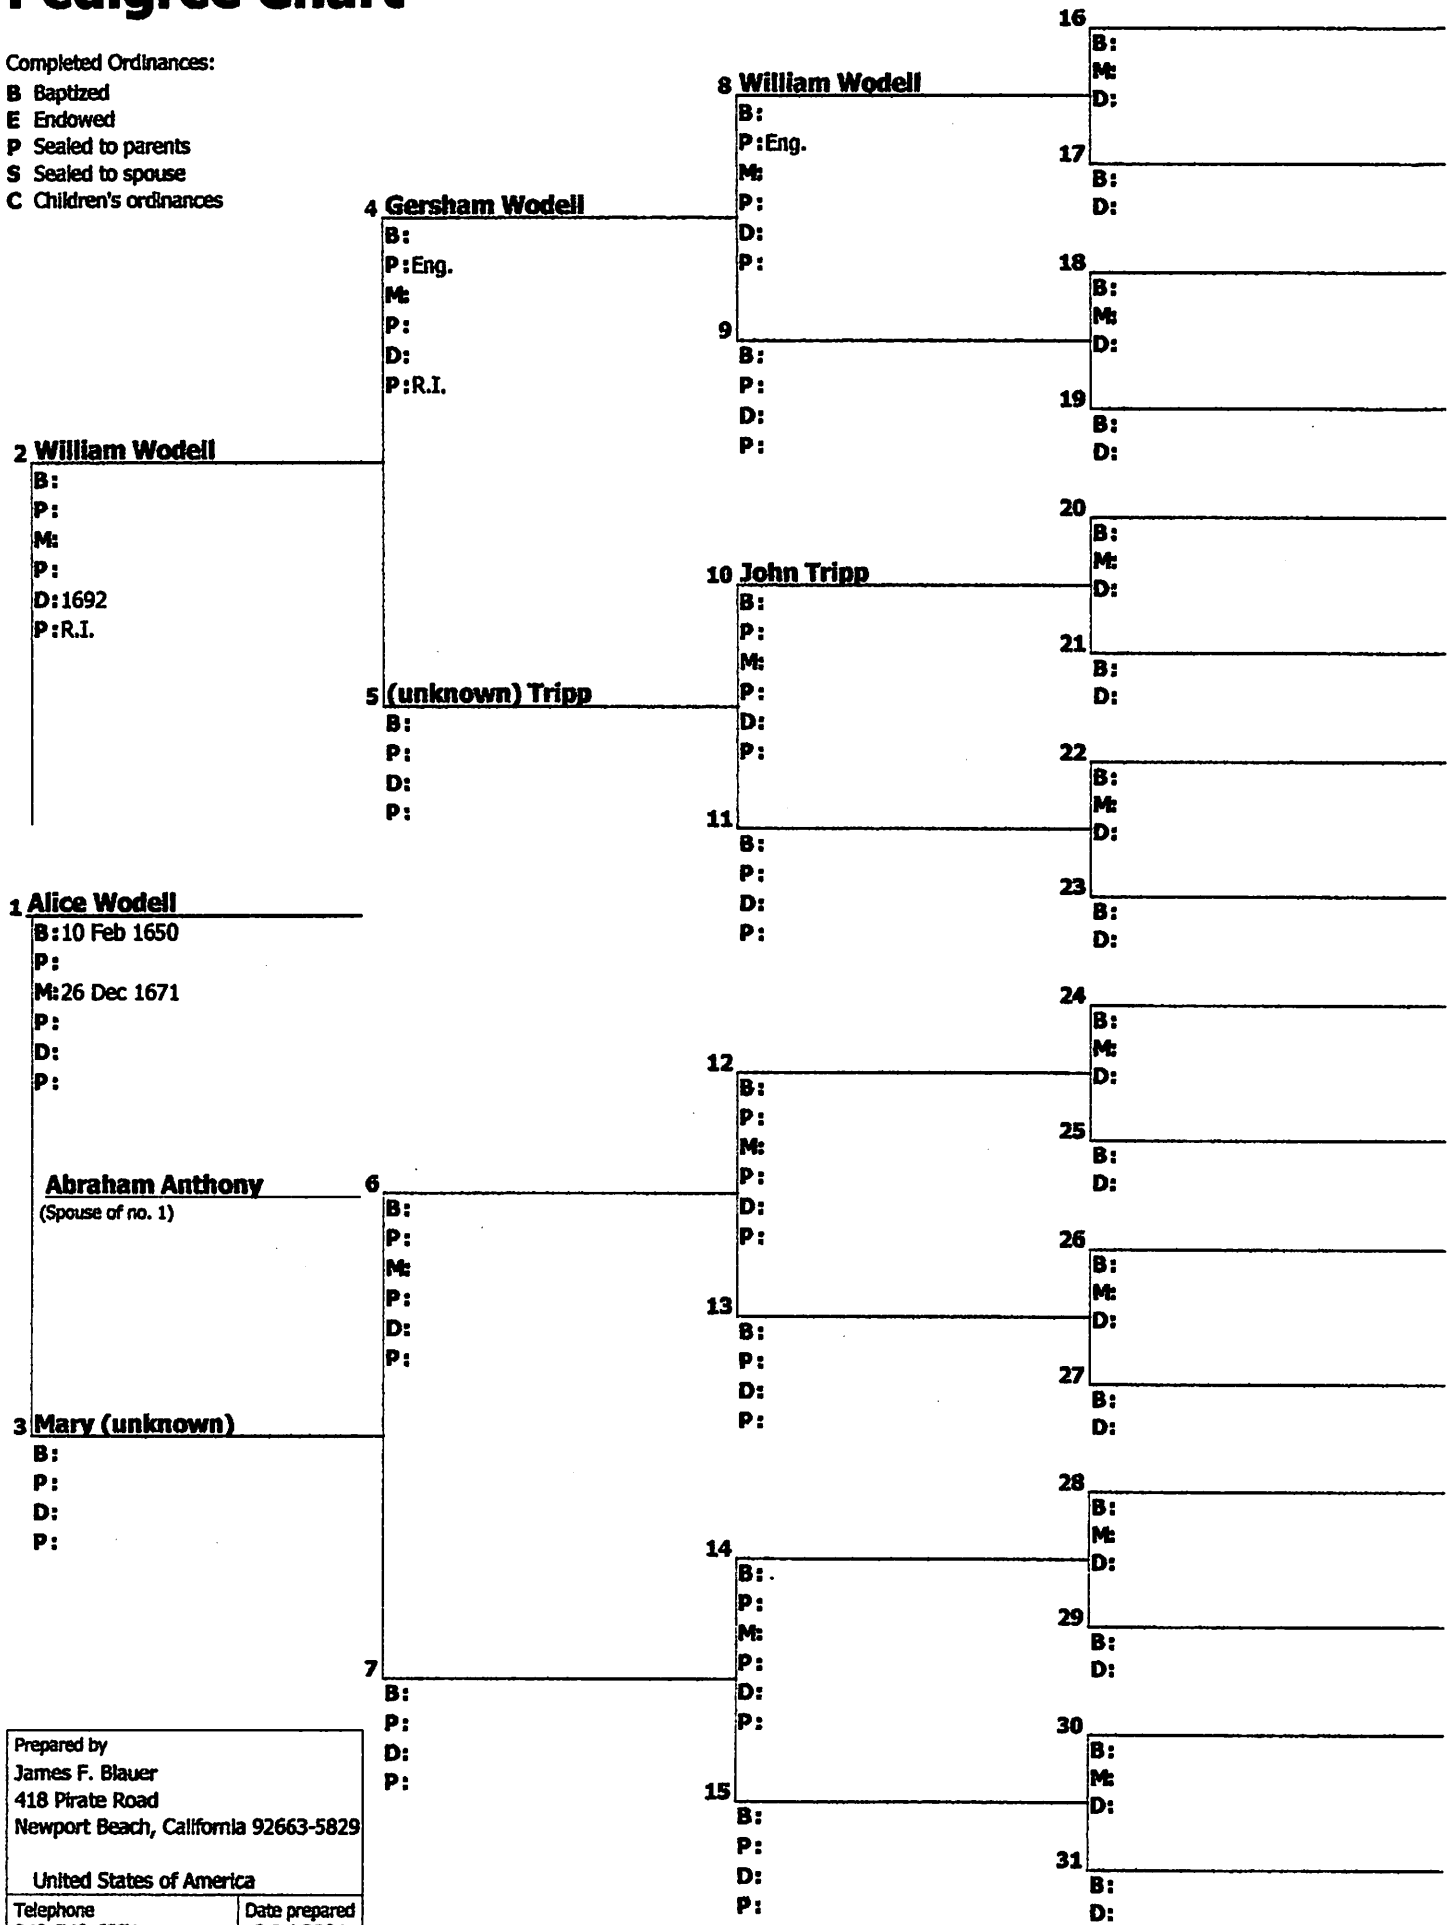 Pedigree Chart
Completed Ordinances:
B Baptized
E Endowed
P Sealed to parents
S Sealed to spouse
C Children's ordinances
2 William Wodell
B:
P:
M:
P:
D:1692
P:R.I.
1 Alice Wodell
B:10 Feb 1650
P:
M:26 Dec 1671
P:
D:
P:
Abraham Anthony
(Spouse of no. 1)
3 Mary (unknown)
B:
P:
D:
P:
Prepared by
James F. Blauer
418 Pirate Road
Newport Beach, California 92663-5829
United States of America
Telephone
Date prepared
4 Gersham Wodell
B:
P:Eng.
M:
P:
D:
P:R.I.
5 (unknown) Tripp
B:
P:
D:
P:
6
B:
P:
M:
P:
D:
P:
7
B:
P:
D:
P:
8 William Wodell
B:
P:Eng.
M:
P:
D:
P:
9
B:
P:
D:
P:
10 John Tripp
B:
P:
M:
P:
D:
P:
11
B:
P:
D:
P:
12
B:
P:
M:
P:
D:
P:
13
B:
P:
D:
P:
14
B:
P:
M:
P:
D:
P:
15
B:
P:
D:
P:
16
B:
M:
D:
17
B:
D:
18
B:
M:
D:
19
B:
D:
20
B:
M:
D:
21
B:
D:
22
B:
M:
D:
23
B:
D:
24
B:
M:
D:
25
B:
D:
26
B:
M:
D:
27
B:
D:
28
B:
M:
D:
29
B:
D:
30
B:
M:
D:
31
B:
D: